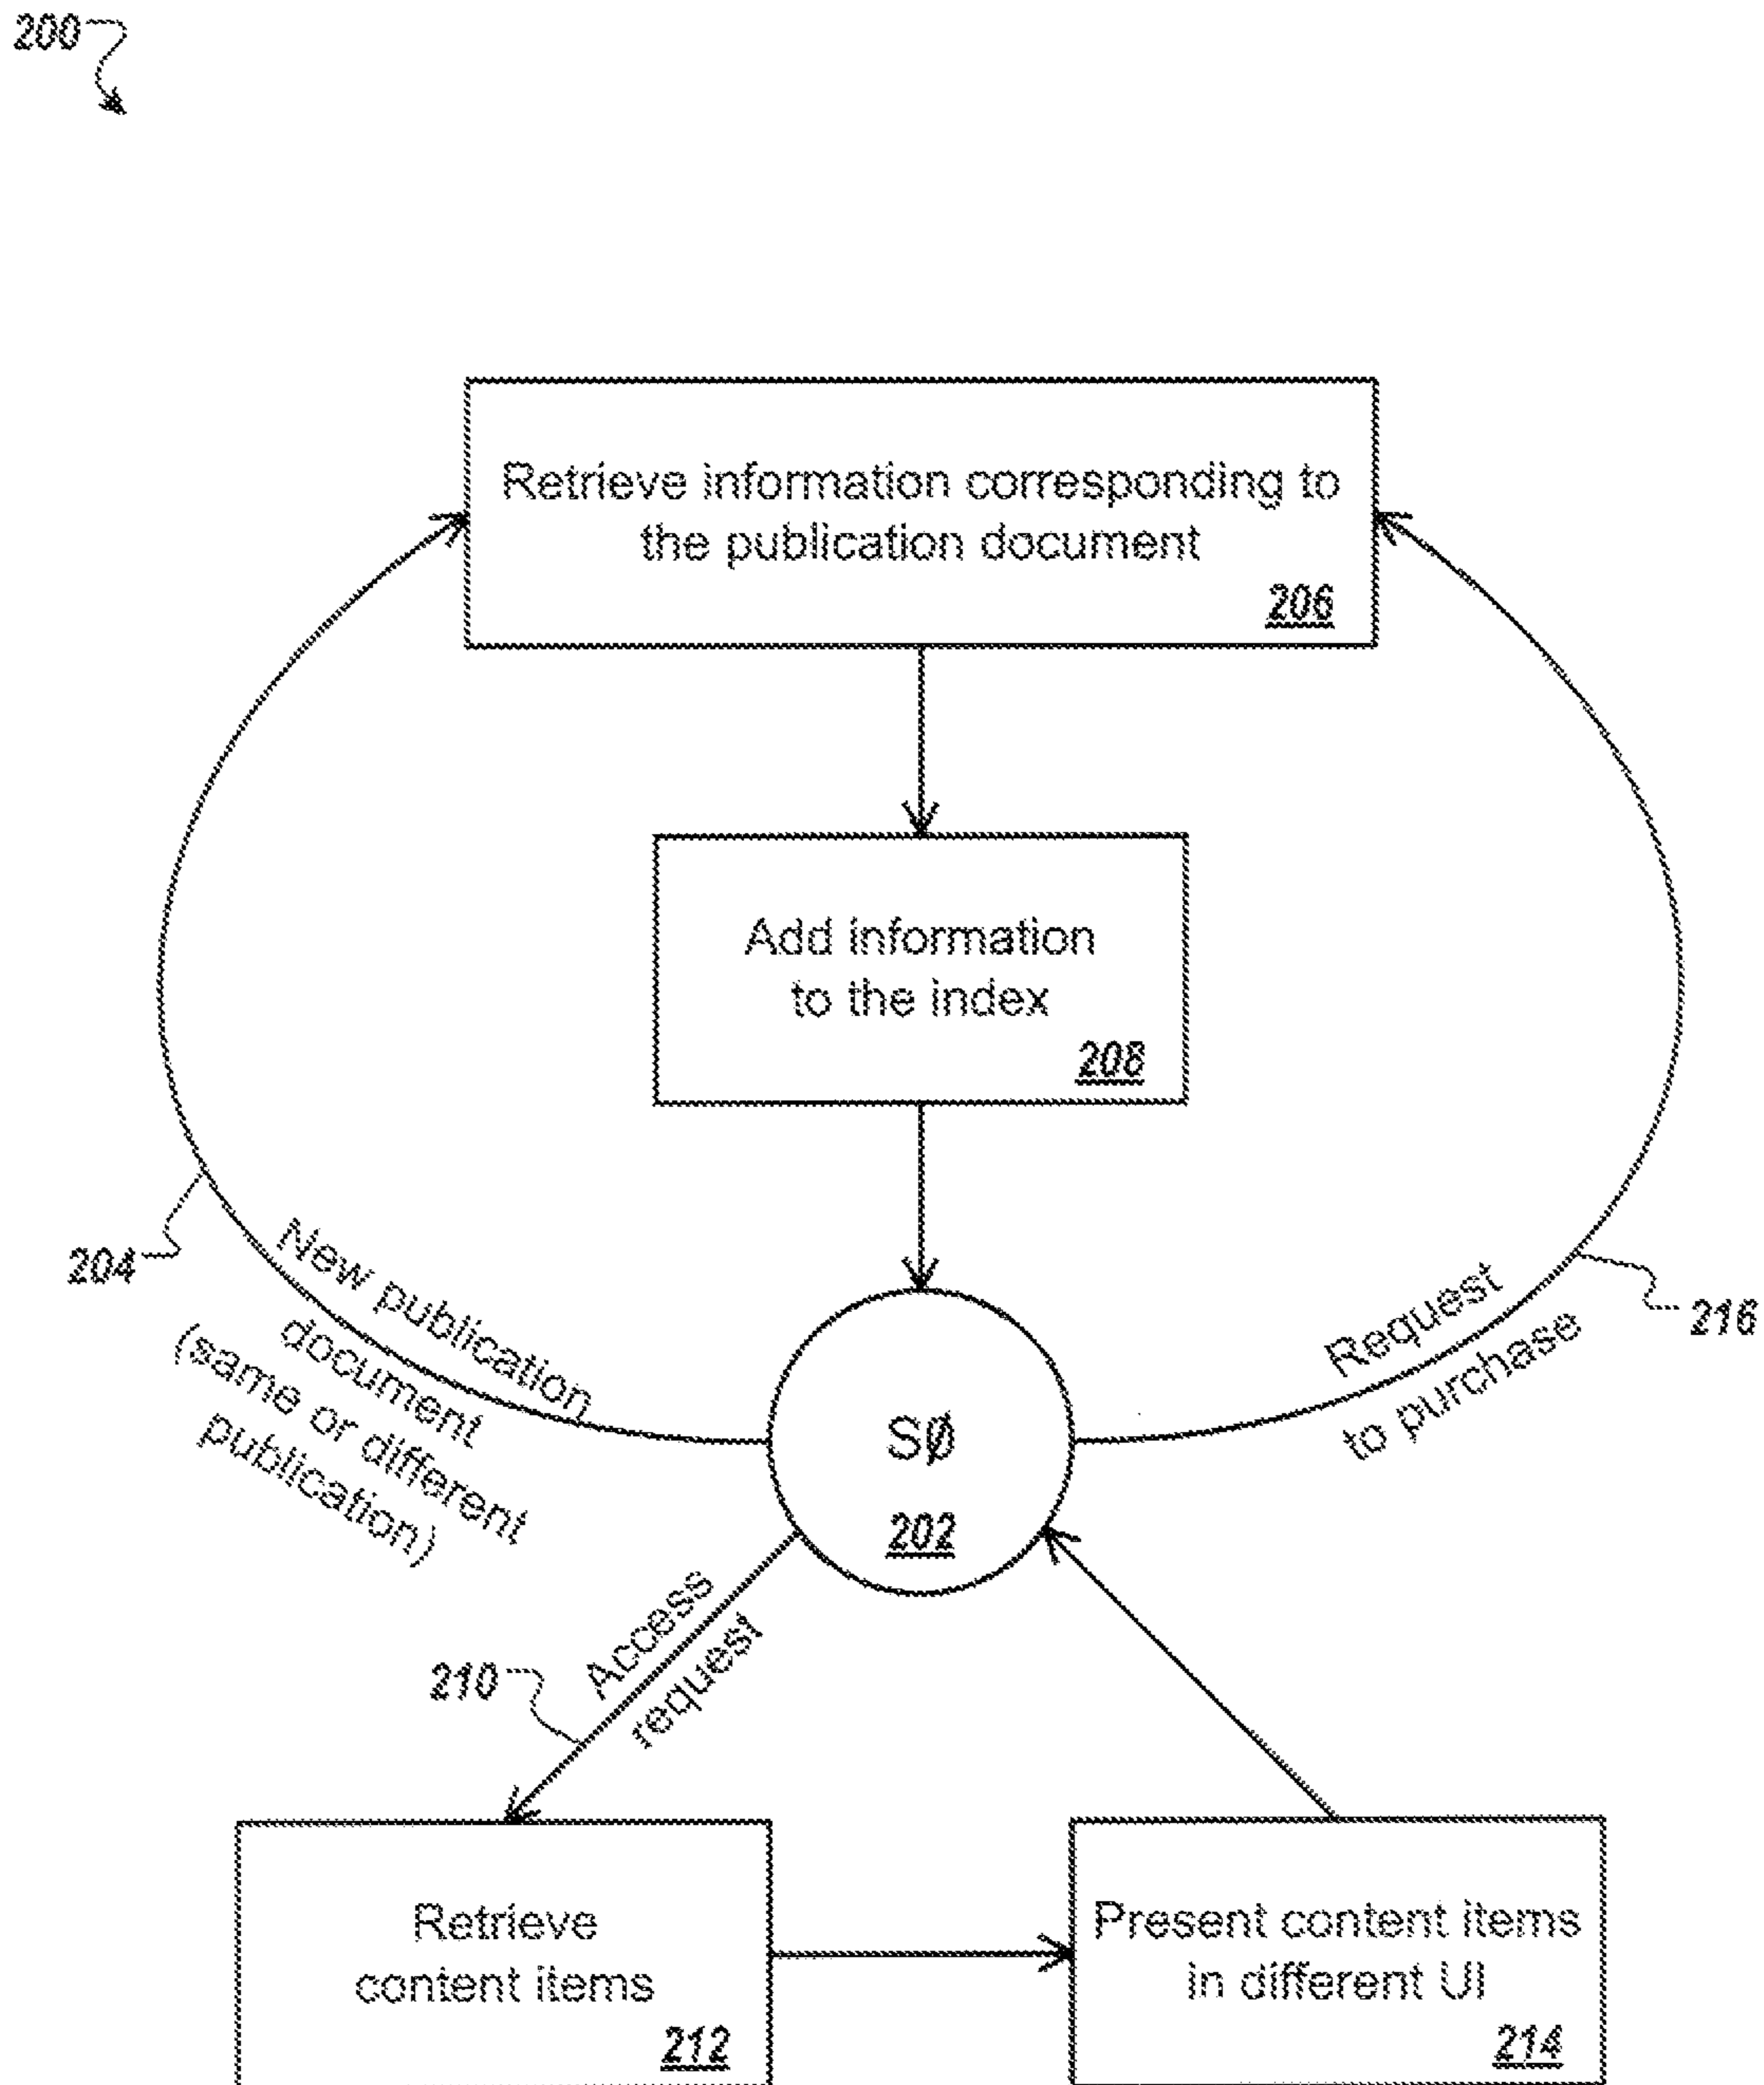 200
Retrieve information corresponding to
the publication document
206
Add information
to the index
208
204
New publication
document
(same or different
publication)
Request
to purchase
216
SØ
202
Access
request
210
Retrieve
content items
212
Present content items
in different UI
214